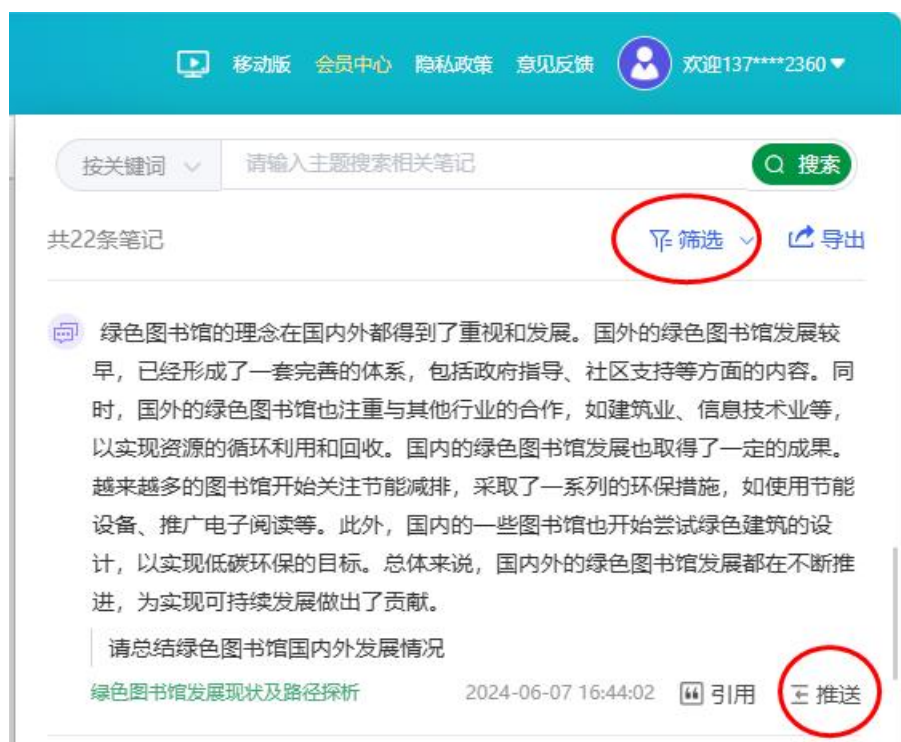 移动版 会员中心 隐私政策 意见反馈 欢迎137****2360
按关键词 请输入主题搜索相关笔记 搜索
共22条笔记 筛选 导出
绿色图书馆的理念在国内外都得到了重视和发展。国外的绿色图书馆发展较
早，已经形成了一套完善的体系，包括政府指导、社区支持等方面的内容。同
时，国外的绿色图书馆也注重与其他行业的合作，如建筑业、信息技术业等，
以实现资源的循环利用和回收。国内的绿色图书馆发展也取得了一定的成果。
越来越多的图书馆开始关注节能减排，采取了一系列的环保措施，如使用节能
设备、推广电子阅读等。此外，国内的一些图书馆也开始尝试绿色建筑的设
计，以实现低碳环保的目标。总体来说，国内外的绿色图书馆发展都在不断推
进，为实现可持续发展做出了贡献。
请总结绿色图书馆国内外发展情况
绿色图书馆发展现状及路径探析 2024-06-07 16:44:02 引用 推送